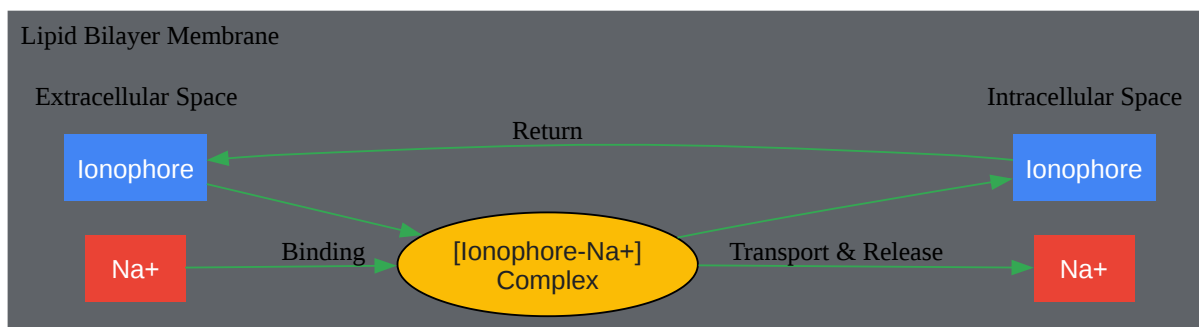 Lipid Bilayer Membrane
Extracellular Space
Intracellular Space
Return
Ionophore
Ionophore
Binding
[Ionophore-Na+]
Complex
Transport & Release
Na+
Na+